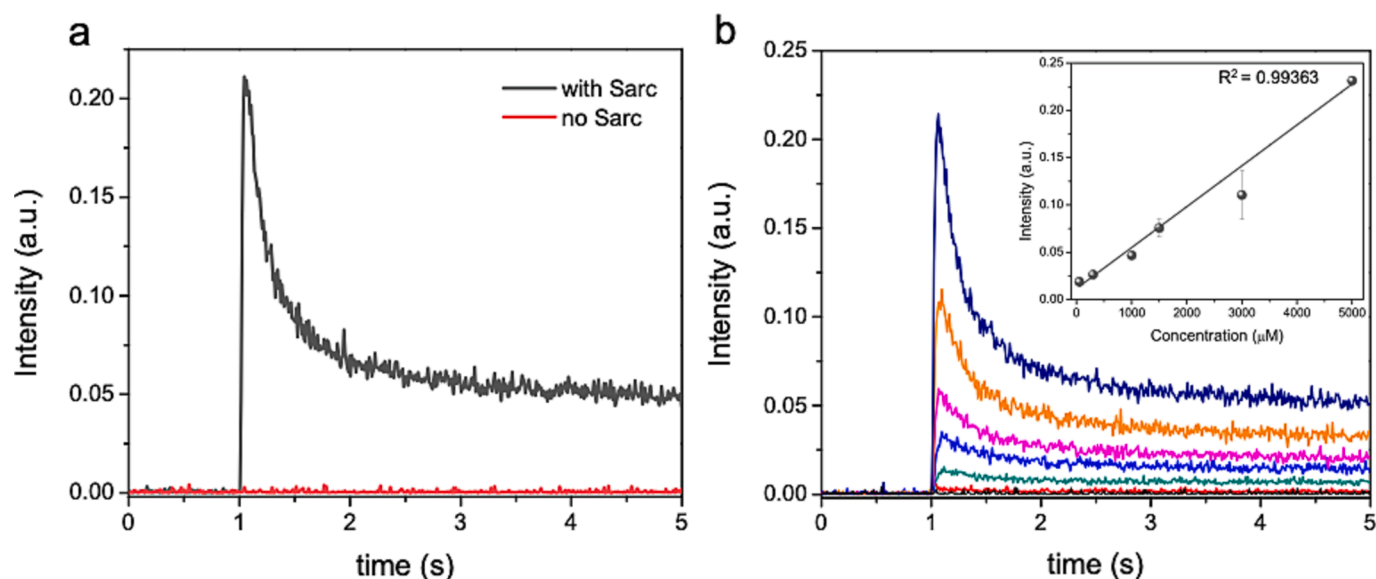 a
with Sarc
no Sarc
Intensity (a.u.)
0.20
0.15
0.10
0.05
0.00
0 1 2 3 4 5
time (s)
b
Intensity (a.u.)
0.25
0.20
0.15
0.10
0.05
0.00
0 1 2 3 4 5
time (s)
R² = 0.99363
Intensity (a.u.)
0.25
0.20
0.15
0.10
0.05
0.00
0 1000 2000 3000 4000 5000
Concentration (μM)